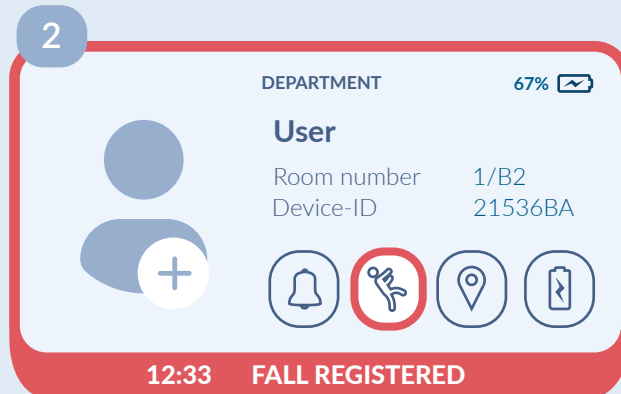 2
DEPARTMENT 67%
User
Room number 1/B2
Device-ID 21536BA
12:33 FALL REGISTERED